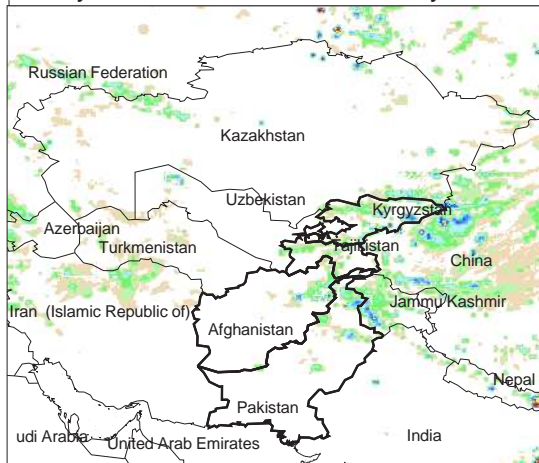 Russian Federation
Kazakhstan
Uzbekistan
Kyrgyzstan
Azerbaijan
Turkmenistan
Tajikistan
China
Jammu Kashmir
Iran (Islamic Republic of)
Afghanistan
Nepal
Pakistan
udi Arabia
United Arab Emirates
India